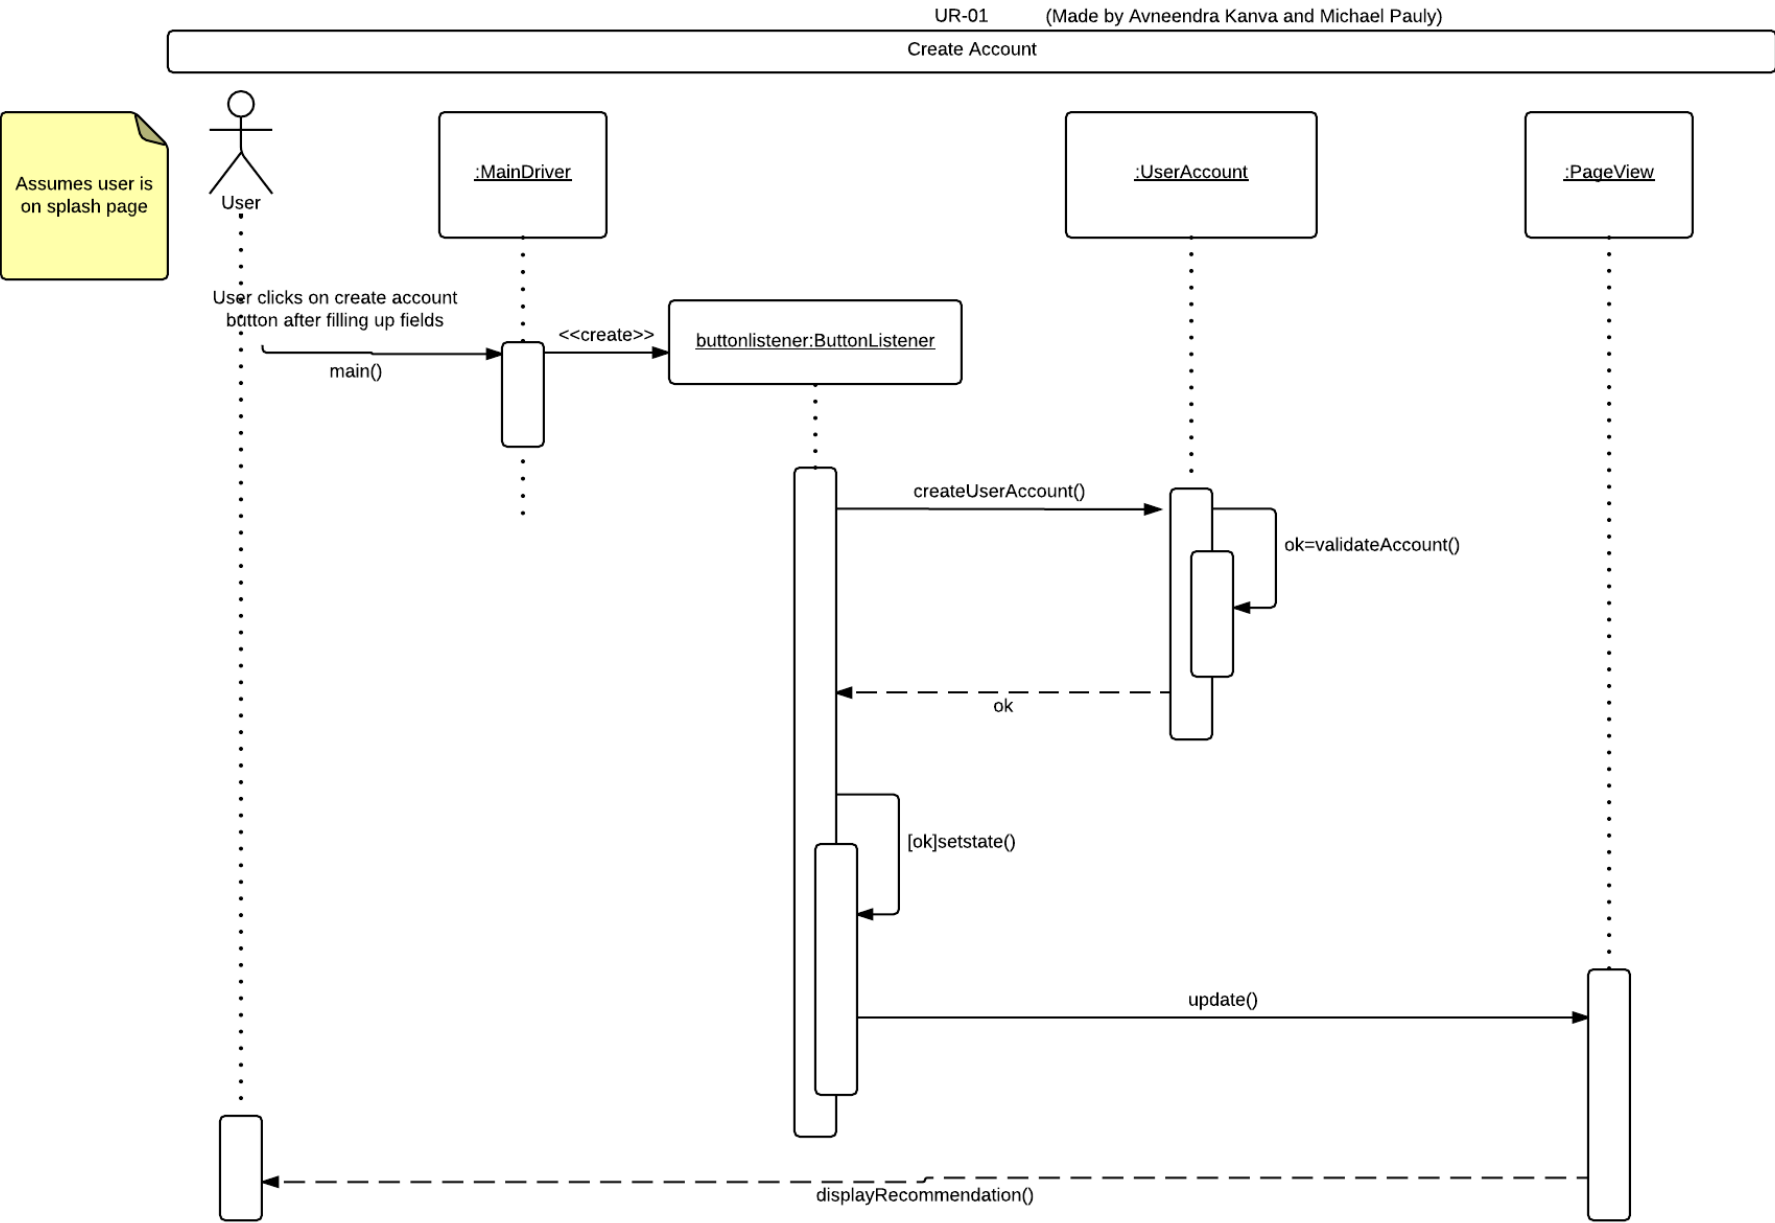 UR-01 (Made by Avneendra Kanva and Michael Pauly)
Create Account
Assumes user is
on splash page
User
:MainDriver
:UserAccount
:PageView
User clicks on create account
button after filling up fields
main()
<<create>>
buttonlistener:ButtonListener
createUserAccount()
ok=validateAccount()
ok
[ok]setstate()
update()
displayRecommendation()